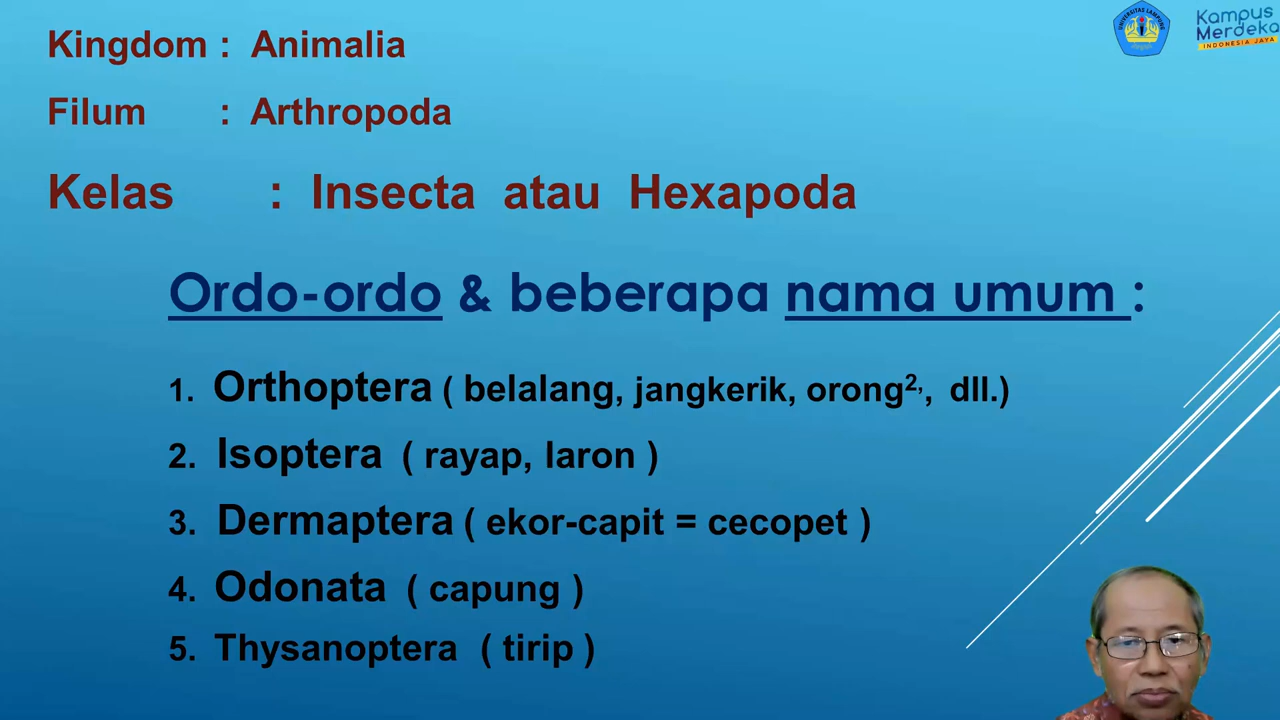 Kingdom : Animalia
Filum : Arthropoda
Kelas : Insecta atau Hexapoda
Ordo-ordo & beberapa nama umum :
1. Orthoptera ( belalang, jangkerik, orong²,, dll.)
2. Isoptera ( rayap, laron )
3. Dermaptera ( ekor-capit = cecopet )
4. Odonata ( capung )
5. Thysanoptera ( tirip )
UNIVERSITAS LAMPUNG
Kampus
Merdeka
INDONESIA JAYA